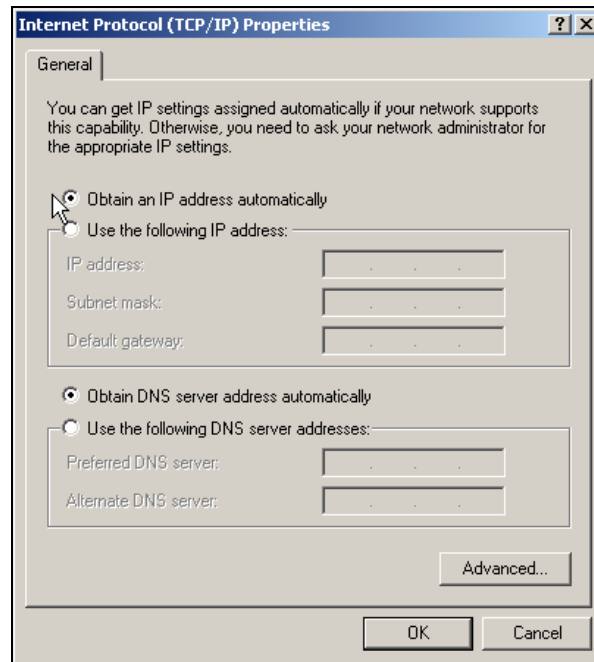 Internet Protocol (TCP/IP) Properties
General
You can get IP settings assigned automatically if your network supports
this capability. Otherwise, you need to ask your network administrator for
the appropriate IP settings.
Obtain an IP address automatically
Use the following IP address:
IP address:
Subnet mask:
Default gateway:
Obtain DNS server address automatically
Use the following DNS server addresses:
Preferred DNS server:
Alternate DNS server:
Advanced...
OK Cancel